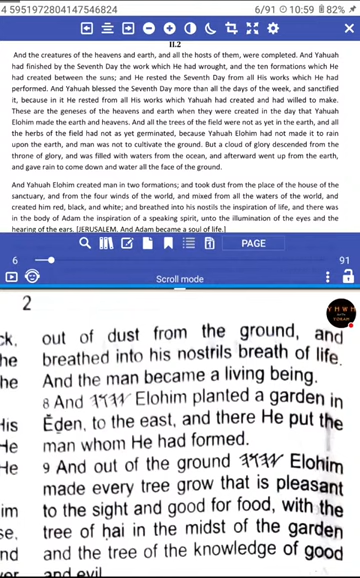 4 5951972804147546824
6/91 10:59 82%
II.2
And the creatures of the heavens and earth, and all the hosts of them, were completed. And Yahuah
had finished by the Seventh Day the work which He had wrought, and the ten formations which He
had created between the suns; and He rested the Seventh Day from all His works which He had
performed. And Yahuah blessed the Seventh Day more than all the days of the week, and sanctified
it, because in it He rested from all His works which Yahuah had created and had willed to make.
These are the geneses of the heavens and earth when they were created in the day that Yahuah
Elohim made the earth and heavens. And all the trees of the field were not as yet in the earth, and all
the herbs of the field had not as yet germinated, because Yahuah Elohim had not made it to rain
upon the earth, and man was not to cultivate the ground. But a cloud of glory descended from the
throne of glory, and was filled with waters from the ocean, and afterward went up from the earth,
and gave rain to come down and water all the face of the ground.
And Yahuah Elohim created man in two formations; and took dust from the place of the house of the
sanctuary, and from the four winds of the world, and mixed from all the waters of the world, and
created him red, black, and white; and breathed into his nostils the inspiration of life, and there was
in the body of Adam the inspiration of a speaking spirit, unto the illumination of the eyes and the
hearing of the ears. [JERUSALEM. And Adam became a soul of life.]
PAGE
6 91
Scroll mode
2
YHWH
TORAH
ck, out of dust from the ground, and
he breathed into his nostrils breath of life.
he And the man became a living being.
8 And 𐤉𐤄𐤅𐤄 Elohim planted a garden in
His Ěḏen, to the east, and there He put the
He man whom He had formed.
He 9 And out of the ground 𐤉𐤄𐤅𐤄 Elohim
made every tree grow that is pleasant
im to the sight and good for food, with the
se, tree of ḥai in the midst of the garden
nd and the tree of the knowledge of good
and evil